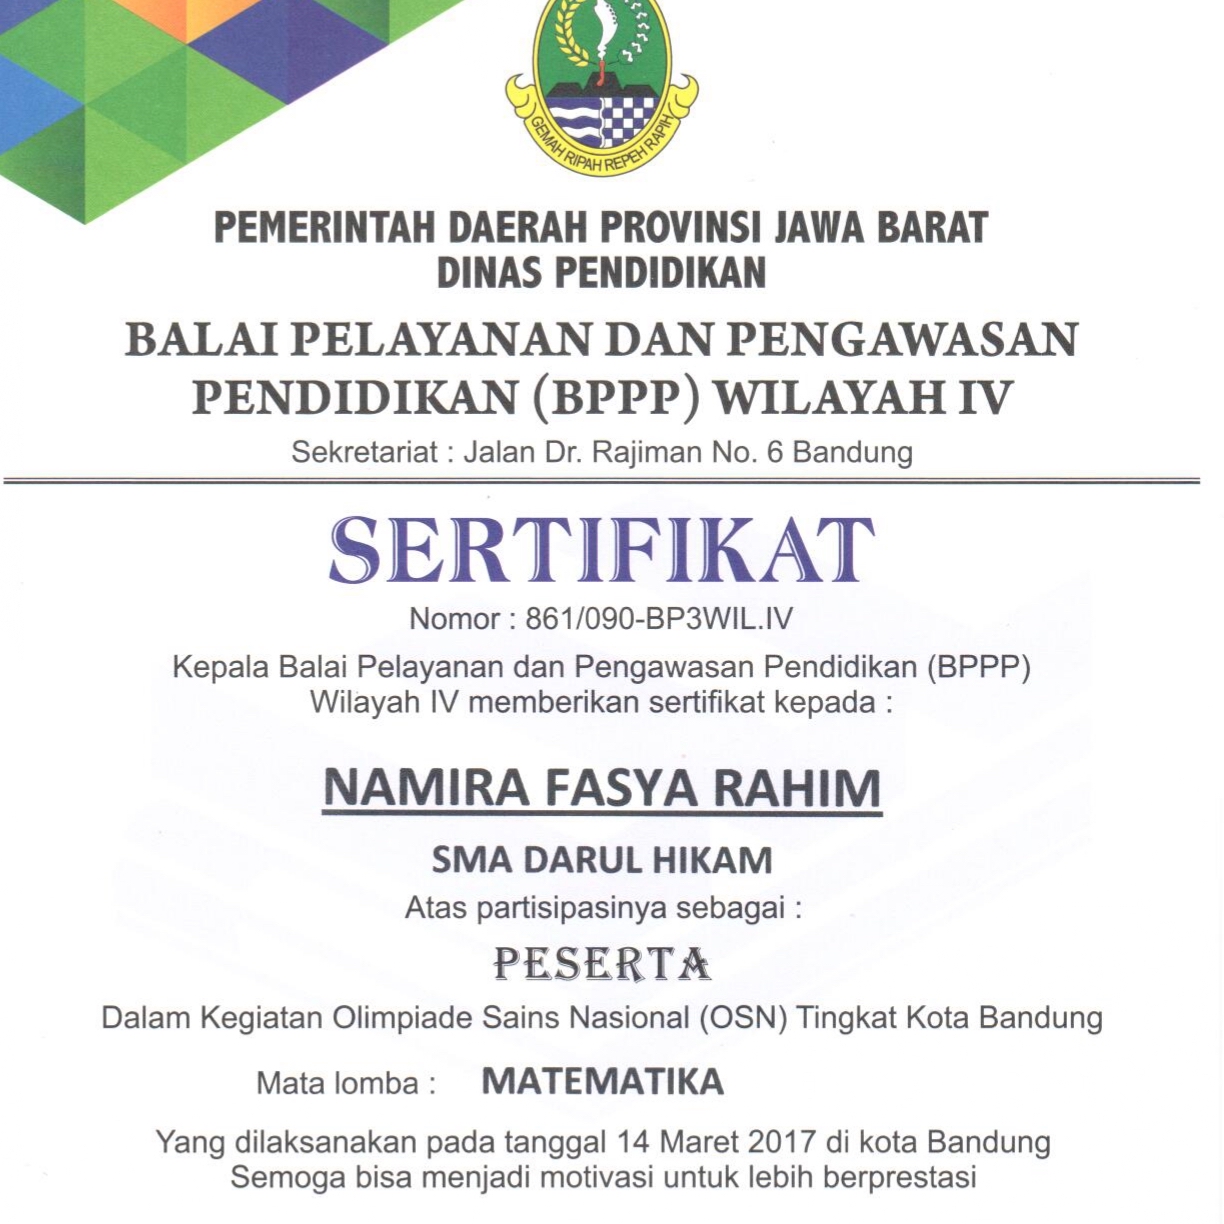 GEMAH RIPAH REPEH RAPIH
PEMERINTAH DAERAH PROVINSI JAWA BARAT
DINAS PENDIDIKAN
BALAI PELAYANAN DAN PENGAWASAN
PENDIDIKAN (BPPP) WILAYAH IV
Sekretariat : Jalan Dr. Rajiman No. 6 Bandung
SERTIFIKAT
Nomor : 861/090-BP3WIL.IV
Kepala Balai Pelayanan dan Pengawasan Pendidikan (BPPP)
Wilayah IV memberikan sertifikat kepada :
NAMIRA FASYA RAHIM
SMA DARUL HIKAM
Atas partisipasinya sebagai :
PESERTA
Dalam Kegiatan Olimpiade Sains Nasional (OSN) Tingkat Kota Bandung
Mata lomba : MATEMATIKA
Yang dilaksanakan pada tanggal 14 Maret 2017 di kota Bandung
Semoga bisa menjadi motivasi untuk lebih berprestasi